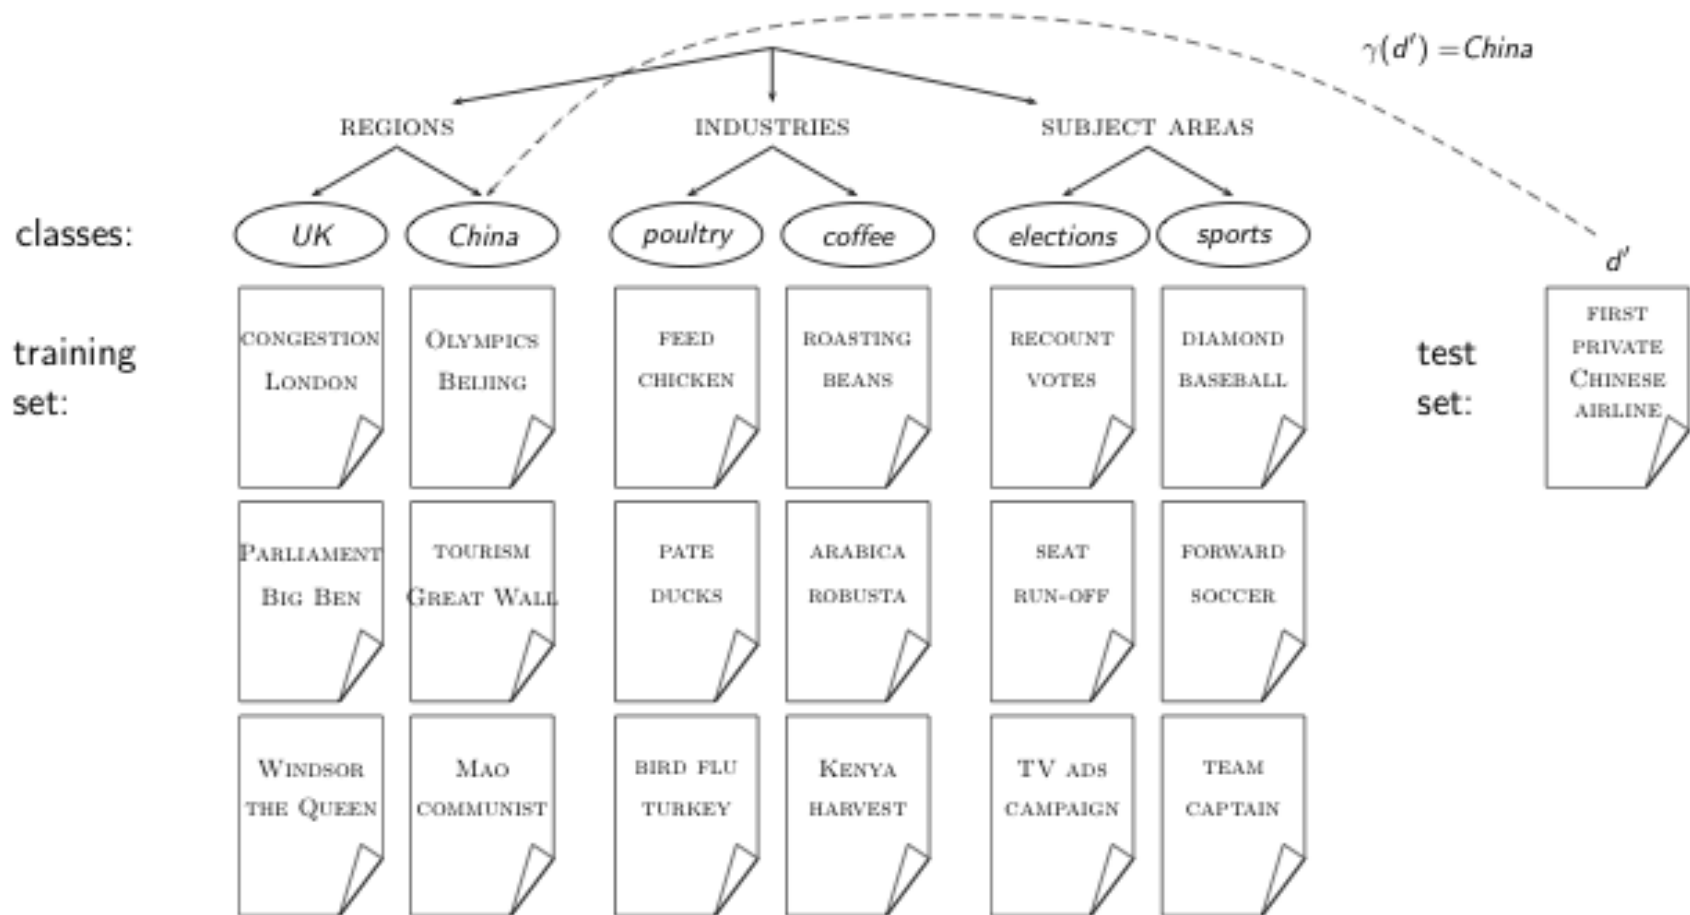 γ(d′) =China
REGIONS INDUSTRIES SUBJECT AREAS
classes: UK China poultry coffee elections sports
d′
training set:
CONGESTION
LONDON
OLYMPICS
BEIJING
FEED
CHICKEN
ROASTING
BEANS
RECOUNT
VOTES
DIAMOND
BASEBALL
test set:
FIRST
PRIVATE
CHINESE
AIRLINE
PARLIAMENT
BIG BEN
TOURISM
GREAT WALL
PATE
DUCKS
ARABICA
ROBUSTA
SEAT
RUN-OFF
FORWARD
SOCCER
WINDSOR
THE QUEEN
MAO
COMMUNIST
BIRD FLU
TURKEY
KENYA
HARVEST
TV ADS
CAMPAIGN
TEAM
CAPTAIN